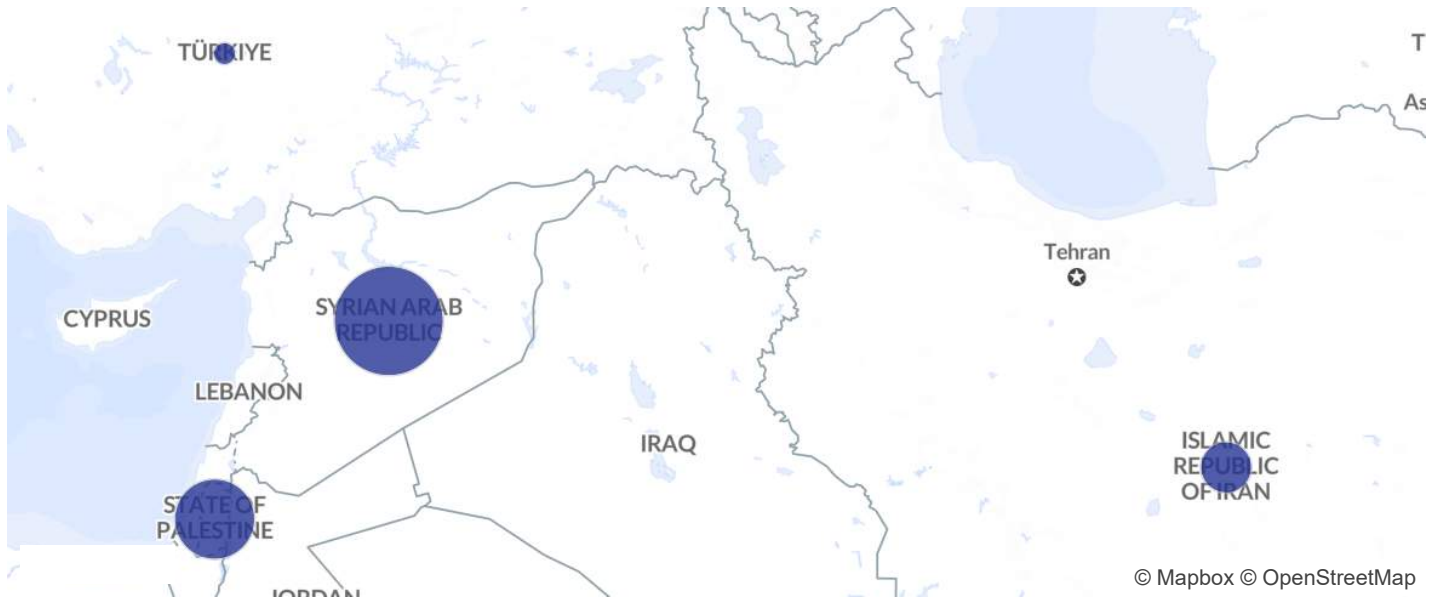 TÜRKIYE
T
As
Tehran
CYPRUS
SYRIAN ARAB
REPUBLIC
LEBANON
IRAQ
ISLAMIC
REPUBLIC
OF IRAN
STATE OF
PALESTINE
JORDAN
© Mapbox © OpenStreetMap